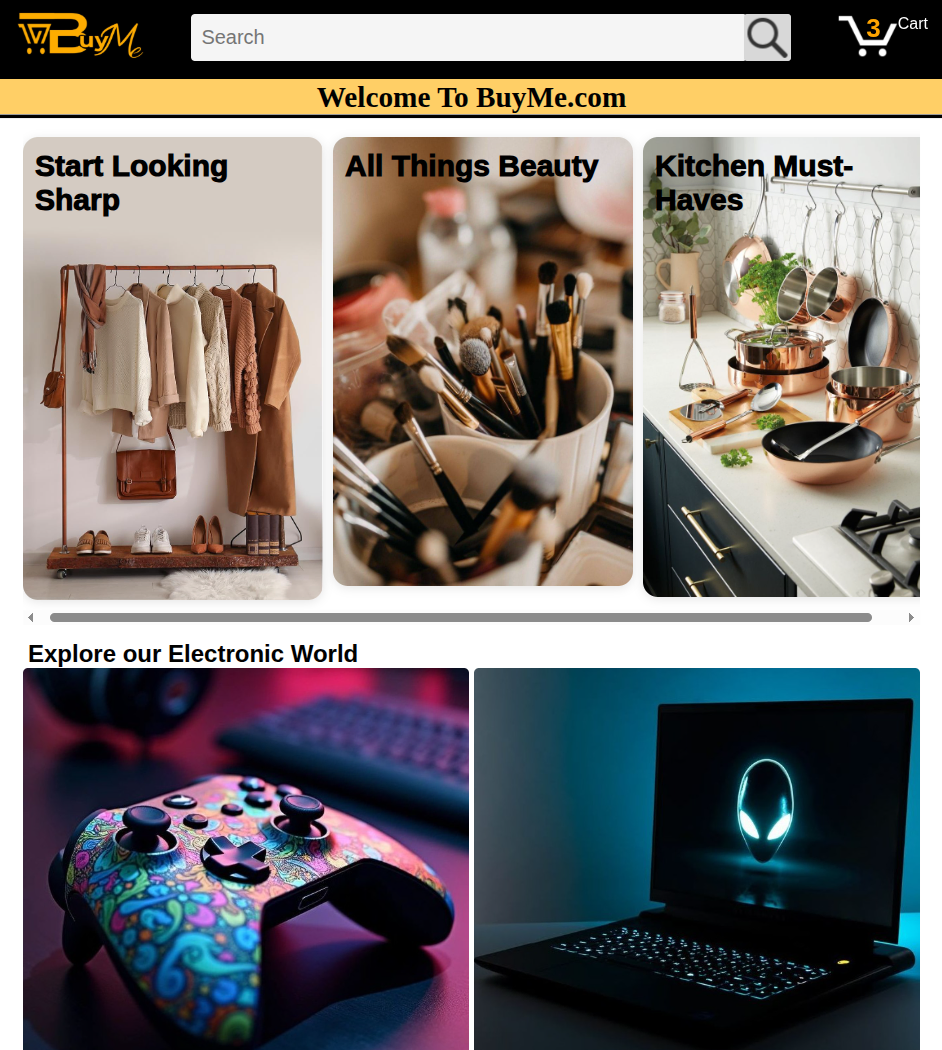 BuyMe
Search
3
Cart
Welcome To BuyMe.com
Start Looking
Sharp
All Things Beauty
Kitchen Must-
Haves
Explore our Electronic World